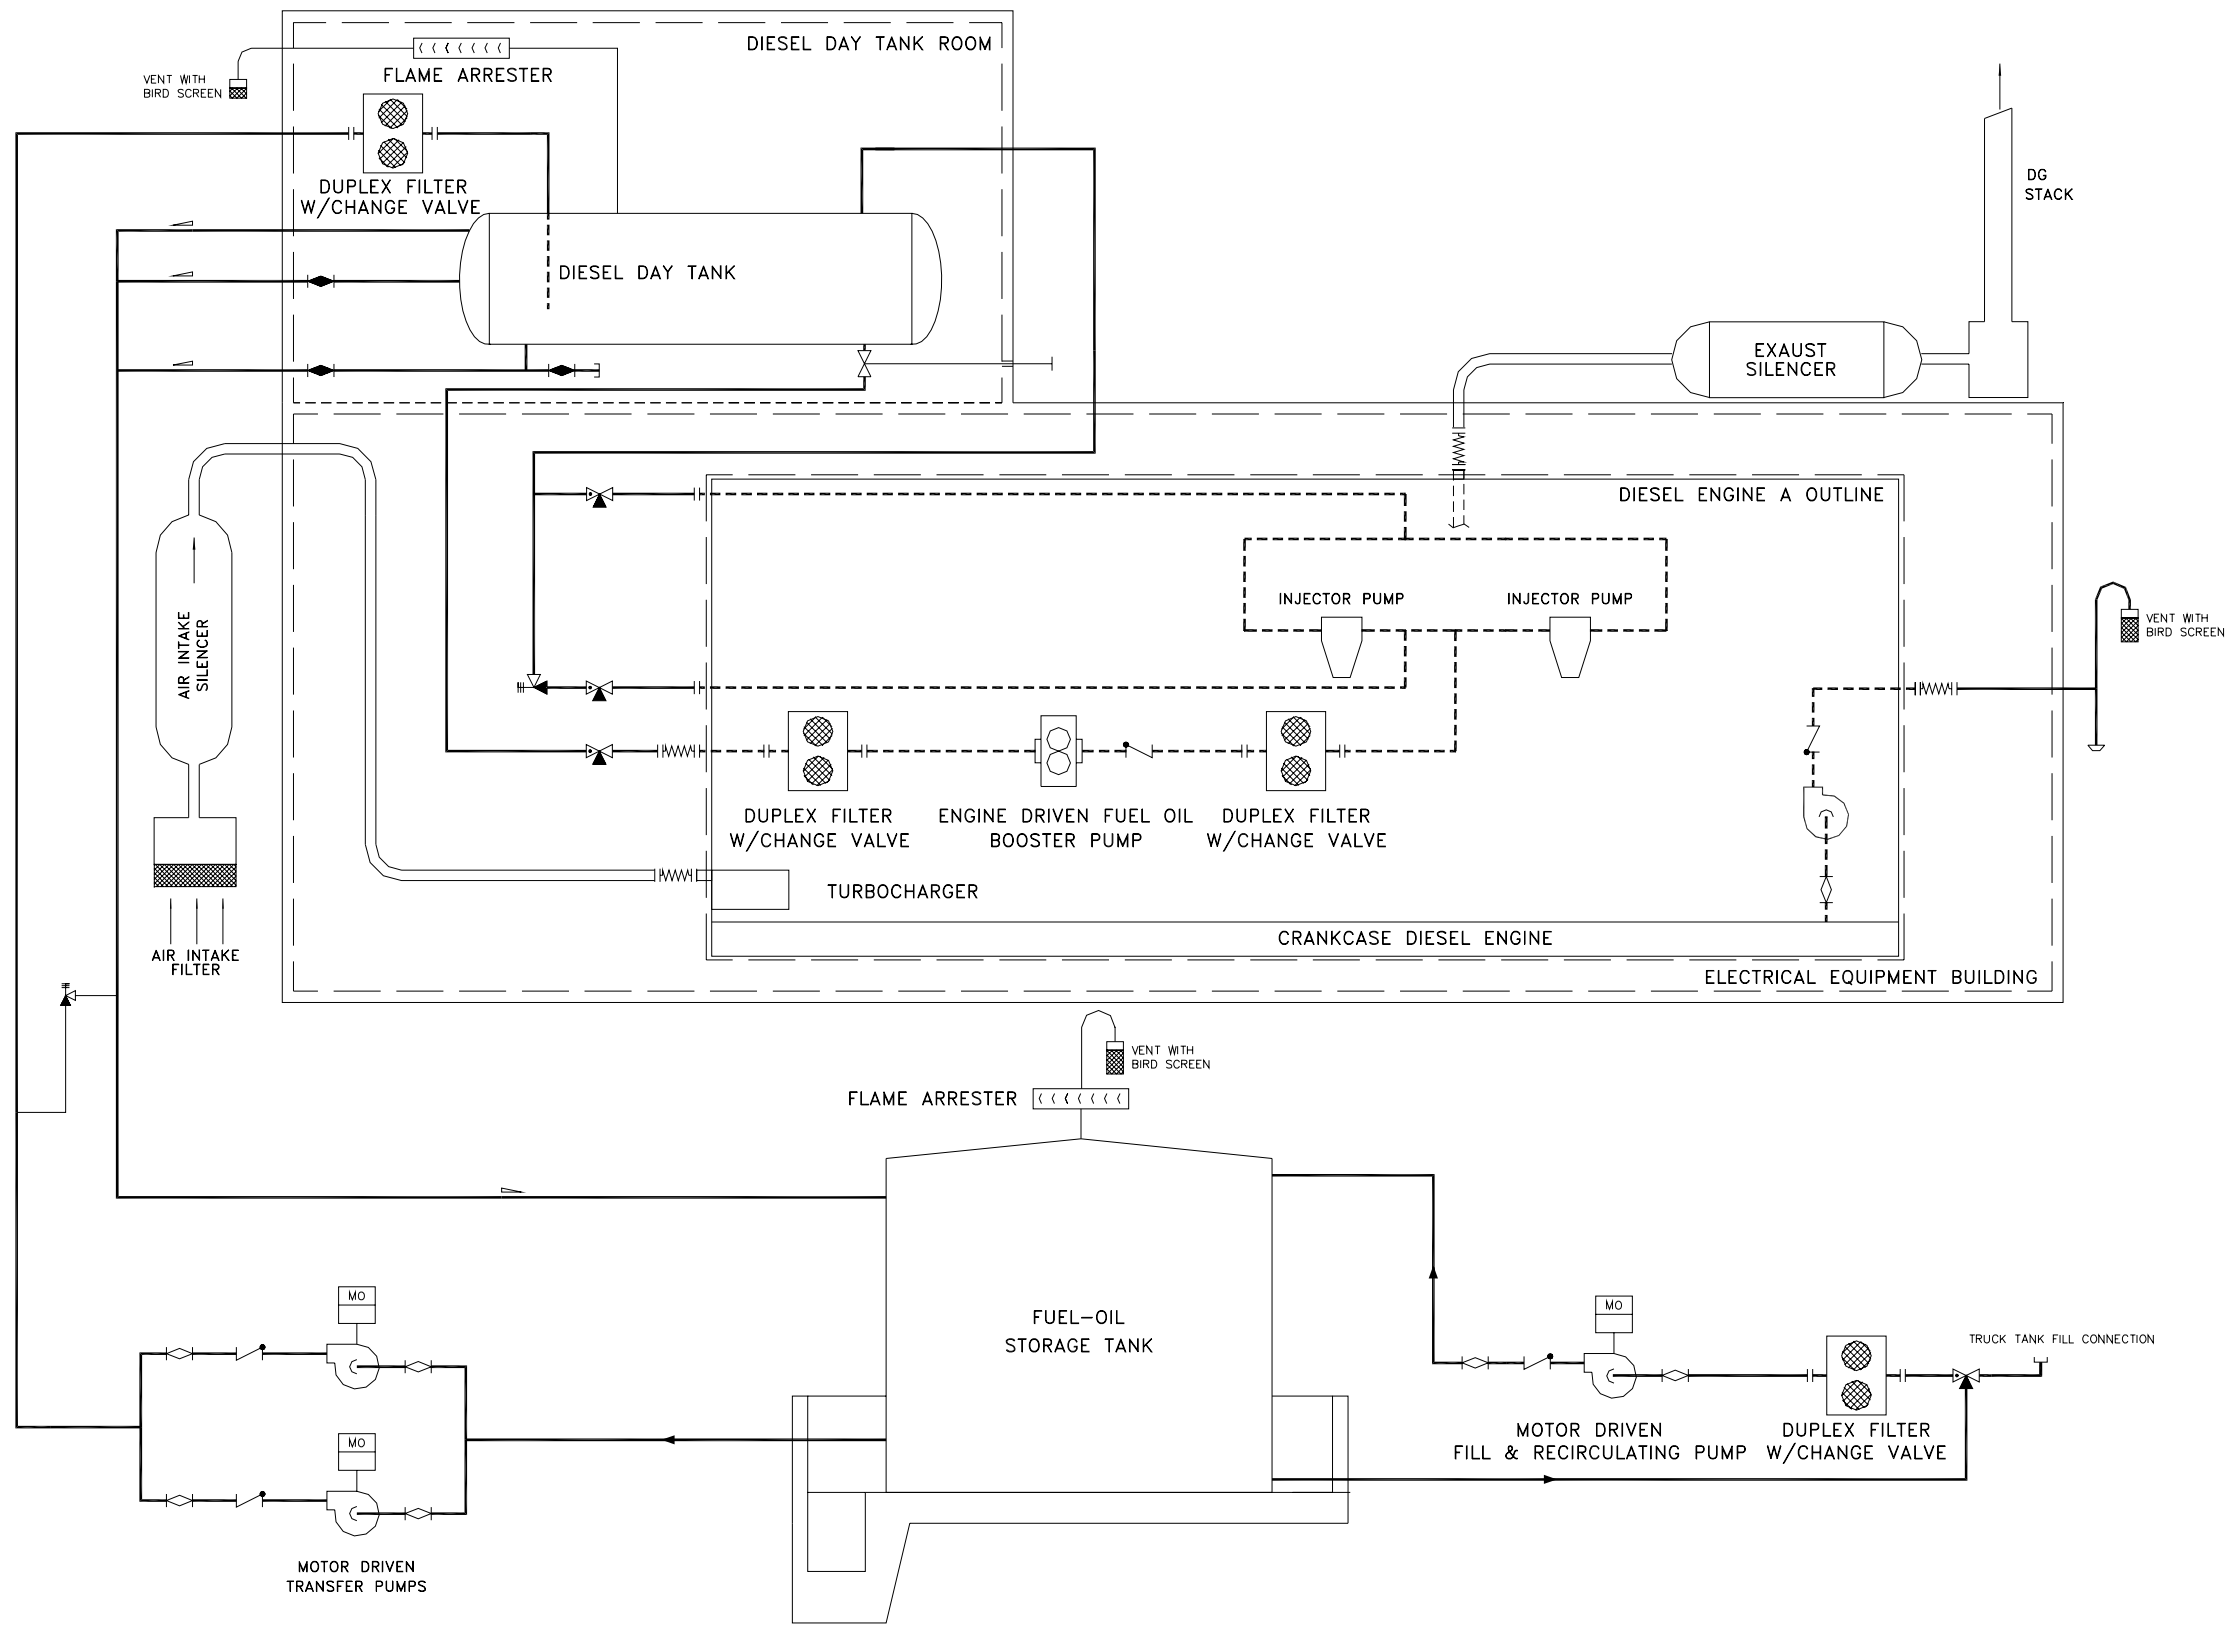 DIESEL DAY TANK ROOM
FLAME ARRESTER
VENT WITH
BIRD SCREEN
DUPLEX FILTER
W/CHANGE VALVE
DG
STACK
DIESEL DAY TANK
EXAUST
SILENCER
DIESEL ENGINE A OUTLINE
INJECTOR PUMP
INJECTOR PUMP
VENT WITH
BIRD SCREEN
AIR INTAKE
SILENCER
DUPLEX FILTER
W/CHANGE VALVE
ENGINE DRIVEN FUEL OIL
BOOSTER PUMP
DUPLEX FILTER
W/CHANGE VALVE
TURBOCHARGER
CRANKCASE DIESEL ENGINE
AIR INTAKE
FILTER
ELECTRICAL EQUIPMENT BUILDING
VENT WITH
BIRD SCREEN
FLAME ARRESTER
MO
MO
FUEL-OIL
STORAGE TANK
TRUCK TANK FILL CONNECTION
MO
MOTOR DRIVEN
FILL & RECIRCULATING PUMP
DUPLEX FILTER
W/CHANGE VALVE
MOTOR DRIVEN
TRANSFER PUMPS